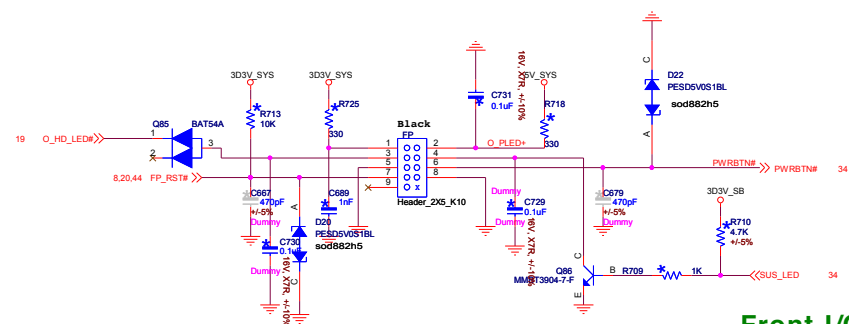 3D3V_SYS
3D3V_SYS
5V_SYS
16V, X7R, +/-10%
C731
0.1uF
R718
330
D22
PESD5V0S1BL
sod882h5
C
A
Q85
BAT54A
R713
10K
R725
330
Black
FP
O_PLED+
19
O_HD_LED#
1
2
3
1
3
5
7
9
2
4
6
8
x
Header_2X5_K10
PWRBTN#
PWRBTN#
34
8,20,44
FP_RST#
C667
470pF
+/-5%
Dummy
C689
1nF
A
D20
PESD5V0S1BL
sod882h5
C
C730
0.1uF
Dummy
16V, X7R, +/-10%
Dummy
C729
0.1uF
16V, X7R, +/-10%
C679
470pF
+/-5%
Dummy
3D3V_SB
R710
4.7K
+/-5%
C
Q86
MMBT3904-7-F
B
E
R709
1K
SUS_LED
34